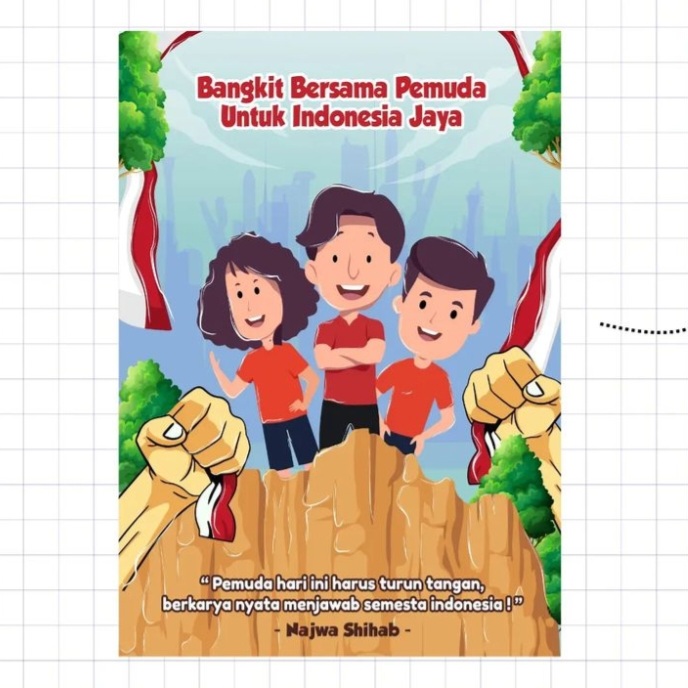 Bangkit Bersama Pemuda
Untuk Indonesia Jaya
“ Pemuda hari ini harus turun tangan,
berkarya nyata menjawab semesta indonesia ! ”
- Najwa Shihab -